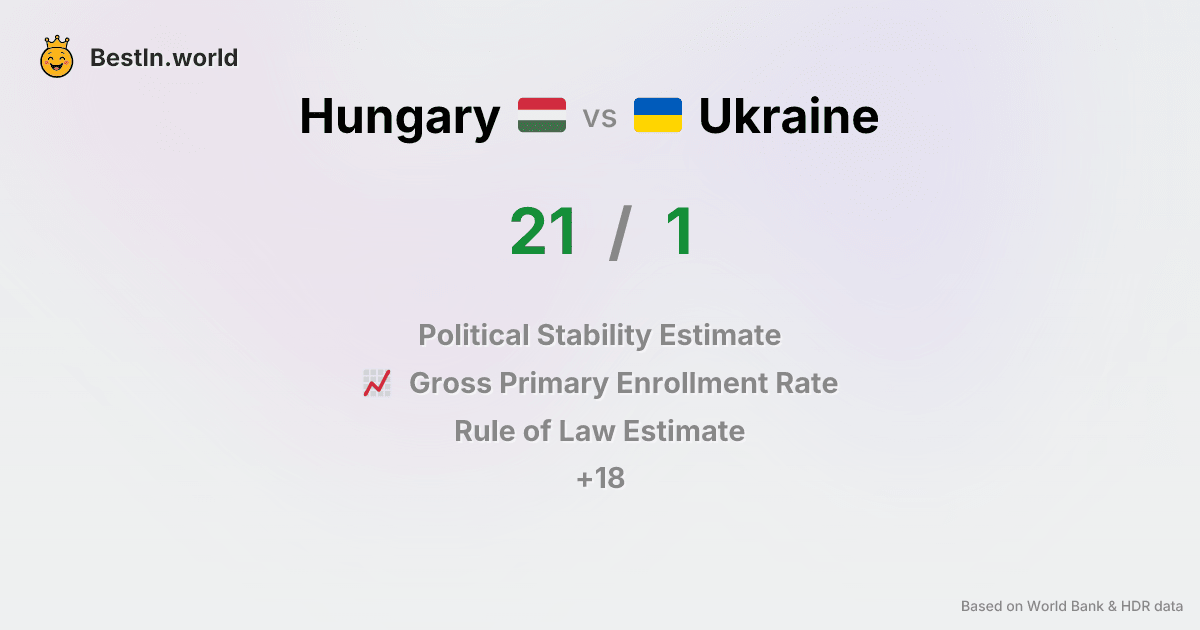 BestIn.world
Hungary vs Ukraine
21 / 1
Political Stability Estimate
Gross Primary Enrollment Rate
Rule of Law Estimate
+18
Based on World Bank & HDR data